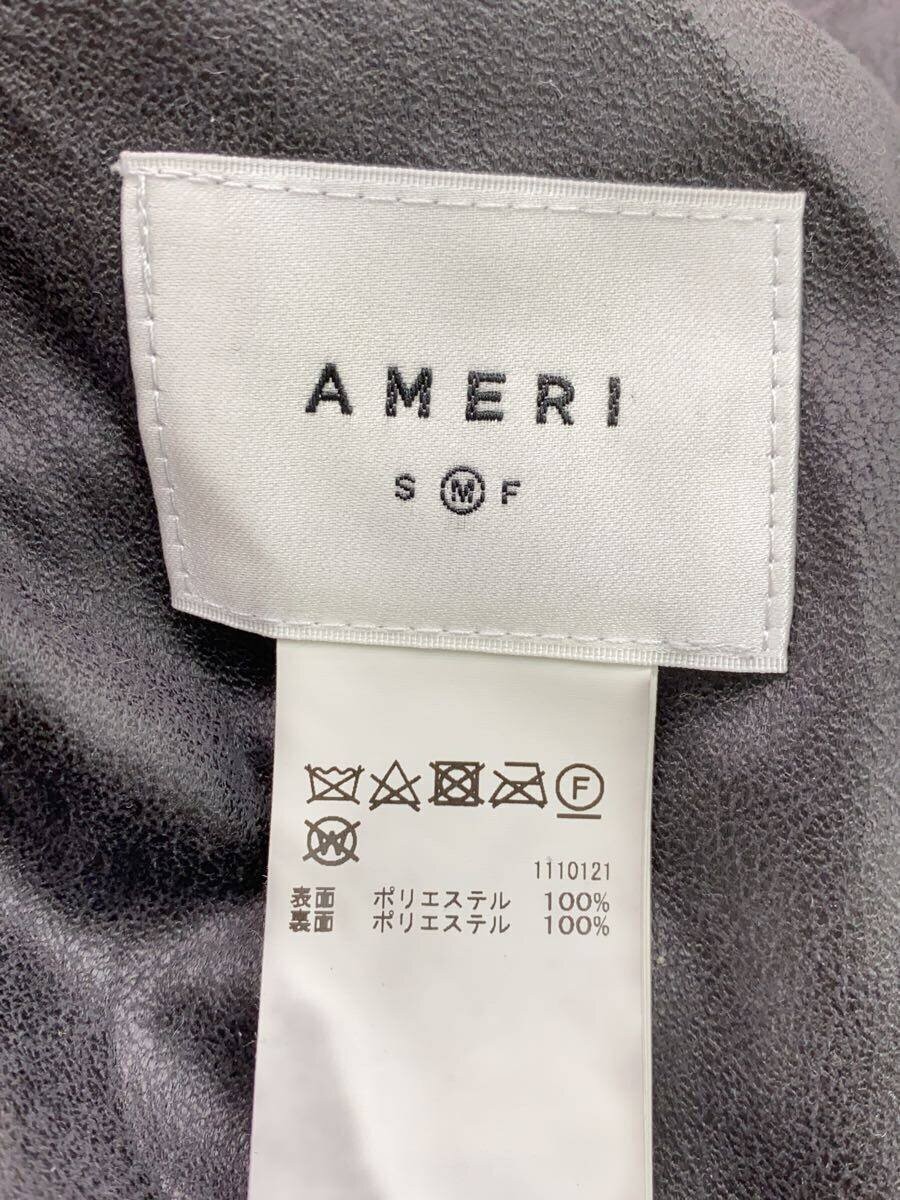 AMERI
S M F
F
W
1110121
表面 ポリエステル 100%
裏面 ポリエステル 100%